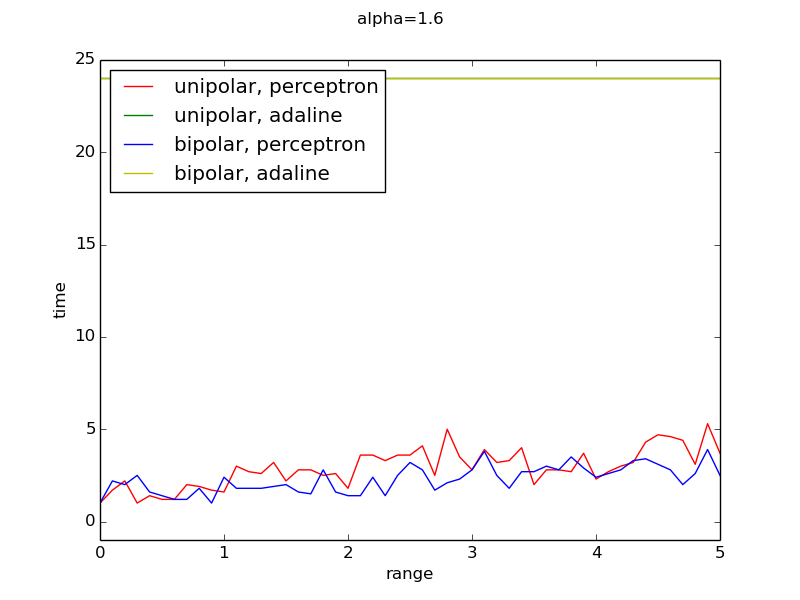 alpha=1.6
25
20
15
10
5
0
time
unipolar, perceptron
unipolar, adaline
bipolar, perceptron
bipolar, adaline
0 1 2 3 4 5
range